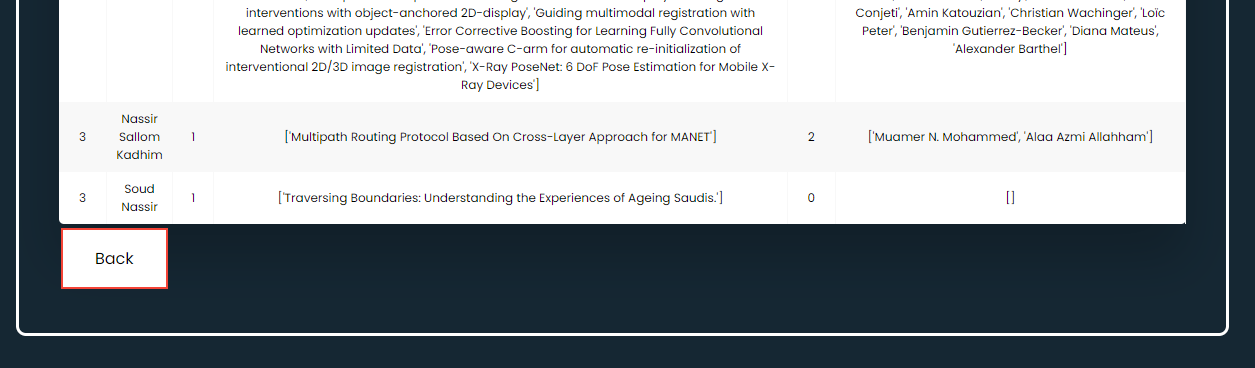 interventions with object-anchored 2D-display', 'Guiding multimodal registration with
learned optimization updates', 'Error Corrective Boosting for Learning Fully Convolutional
Networks with Limited Data', 'Pose-aware C-arm for automatic re-initialization of
interventional 2D/3D image registration', 'X-Ray PoseNet: 6 DoF Pose Estimation for Mobile X-
Ray Devices']
Conjeti', 'Amin Katouzian', 'Christian Wachinger', 'Loïc
Peter', 'Benjamin Gutierrez-Becker', 'Diana Mateus',
'Alexander Barthel']
3
Nassir
Sallom
Kadhim
1
['Multipath Routing Protocol Based On Cross-Layer Approach for MANET']
2
['Muamer N. Mohammed', 'Alaa Azmi Allahham']
3
Soud
Nassir
1
['Traversing Boundaries: Understanding the Experiences of Ageing Saudis.']
0
[]
Back